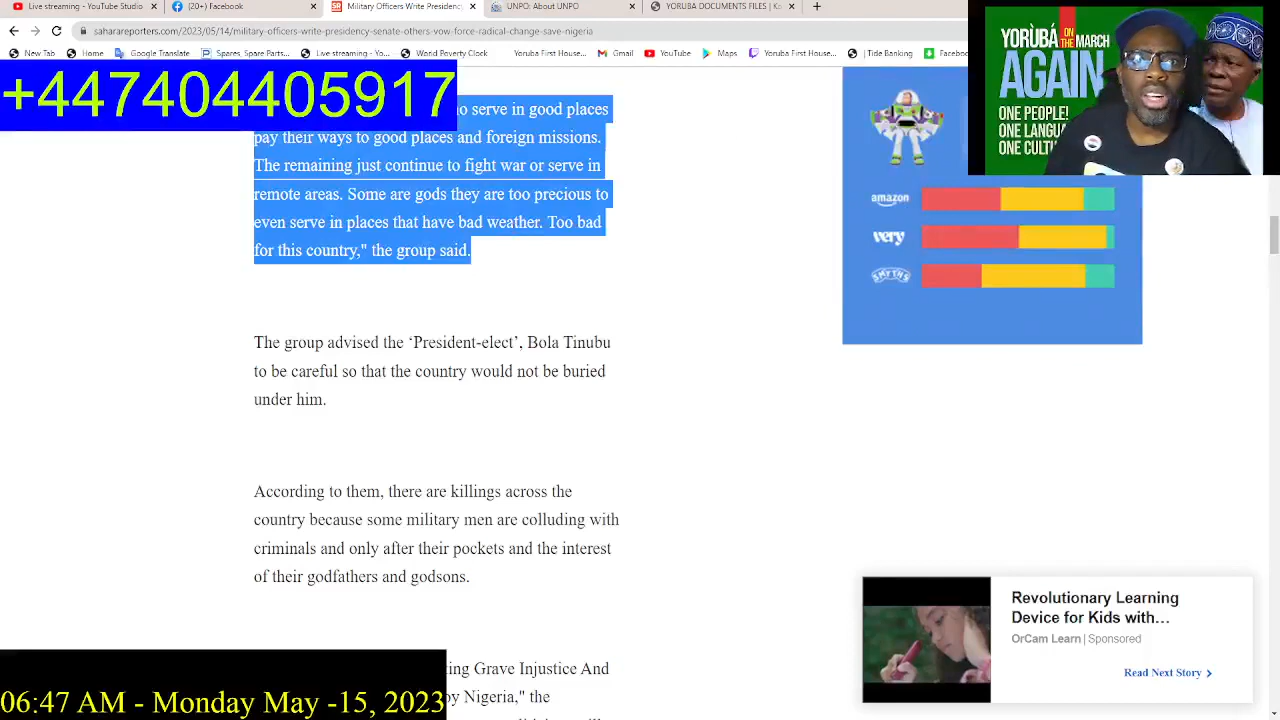 Live streaming - YouTube Studio
(20+) Facebook
Military Officers Write Presidency
UNPO: About UNPO
YORUBA DOCUMENTS FILES | Ko
saharareporters.com/2023/05/14/military-officers-write-presidency-senate-others-vow-force-radical-change-save-nigeria
New Tab
Home
Google Translate
Spares, Spare Parts...
Live streaming - Yo...
World Poverty Clock
Yoruba First House...
Gmail
YouTube
Maps
Yoruba First House...
Tide Banking
Facebook
+447404405917
o serve in good places
pay their ways to good places and foreign missions.
The remaining just continue to fight war or serve in
remote areas. Some are gods they are too precious to
even serve in places that have bad weather. Too bad
for this country," the group said.
The group advised the ‘President-elect’, Bola Tinubu
to be careful so that the country would not be buried
under him.
According to them, there are killings across the
country because some military men are colluding with
criminals and only after their pockets and the interest
of their godfathers and godsons.
ing Grave Injustice And
by Nigeria," the
06:47 AM - Monday May -15, 2023
YORÙBÁ ON THE MARCH
AGAIN
ONE PEOPLE!
ONE LANGU
ONE CULTU
amazon
very
SMYTHS
Revolutionary Learning
Device for Kids with…
OrCam Learn | Sponsored
Read Next Story